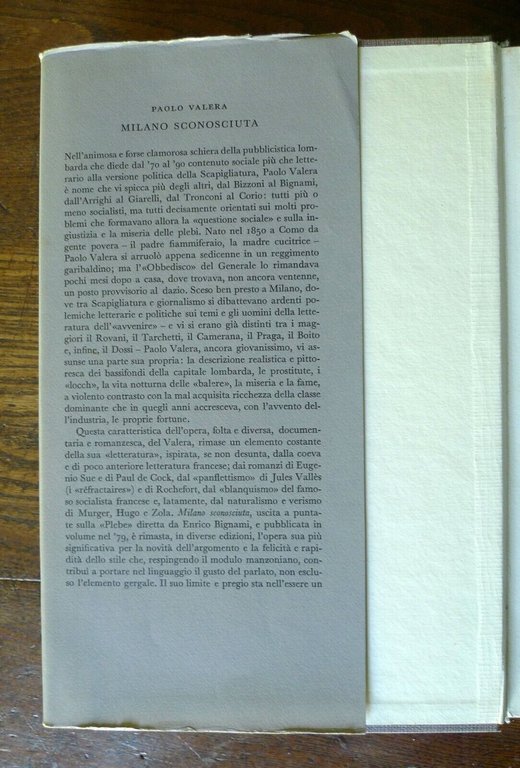 PAOLO VALERA
MILANO SCONOSCIUTA
Nell'animosa e forse clamorosa schiera della pubblicistica lom-
barda che diede dal '70 al '90 contenuto sociale più che lette-
rario alla versione politica della Scapigliatura, Paolo Valera
è nome che vi spicca più degli altri, dal Bizzoni al Bignami,
dall'Arrighi al Giarelli, dal Tronconi al Corio: tutti più o
meno socialisti, ma tutti decisamente orientati sui molti pro-
blemi che formavano allora la «questione sociale» e sulla in-
giustizia e la miseria delle plebi. Nato nel 1850 a Como da
gente povera – il padre fiammiferaio, la madre cucitrice –
Paolo Valera si arruolò appena sedicenne in un reggimento
garibaldino; ma l'«Obbedisco» del Generale lo rimandava
pochi mesi dopo a casa, dove trovava, non ancora ventenne,
un posto provvisorio al dazio. Sceso ben presto a Milano, do-
ve tra Scapigliatura e giornalismo si dibattevano ardenti po-
lemiche letterarie e politiche sui temi e gli uomini della lette-
ratura dell'«avvenire» – e vi si erano già distinti tra i mag-
giori il Rovani, il Tarchetti, il Camerana, il Praga, il Boito
e, infine, il Dossi – Paolo Valera, ancora giovanissimo, vi as-
sunse una parte sua propria: la descrizione realistica e pitto-
resca dei bassifondi della capitale lombarda, le prostitute, i
«locch», la vita notturna delle «balere», la miseria e la fame,
a violento contrasto con la mal acquisita ricchezza della classe
dominante che in quegli anni accresceva, con l'avvento del-
l'industria, le proprie fortune.
Questa caratteristica dell'opera, folta e diversa, documen-
taria e romanzesca, del Valera, rimase un elemento costante
della sua «letteratura», ispirata, se non desunta, dalla coeva
e di poco anteriore letteratura francese; dai romanzi di Euge-
nio Sue e di Paul de Cock, dal «panflettismo» di Jules Vallès
(i «réfractaires») e di Rochefort, dal «blanquismo» del famo-
so socialista francese e, latamente, dal naturalismo e verismo
di Murger, Hugo e Zola. Milano sconosciuta, uscita a punta-
te sulla «Plebe» diretta da Enrico Bignami, e pubblicata in
volume nel '79, è rimasta, in diverse edizioni, l'opera sua più
significativa per la novità dell'argomento e la felicità e rapi-
dità dello stile che, respingendo il modulo manzoniano, con-
tribuì a portare nel linguaggio il gusto del parlato, non esclu-
so l'elemento gergale. Il suo limite e pregio sta nell'essere un